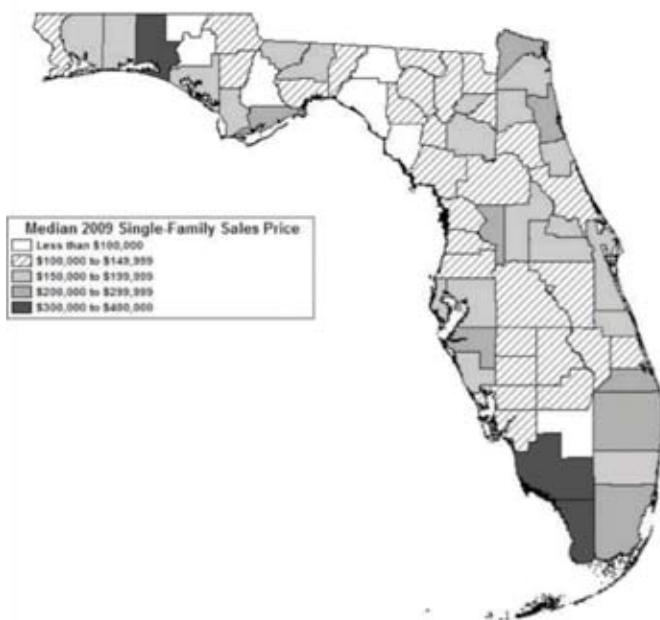 Median 2009 Single-Family Sales Price
Less than $100,000
$100,000 to $149,999
$150,000 to $199,999
$200,000 to $299,999
$300,000 to $400,000